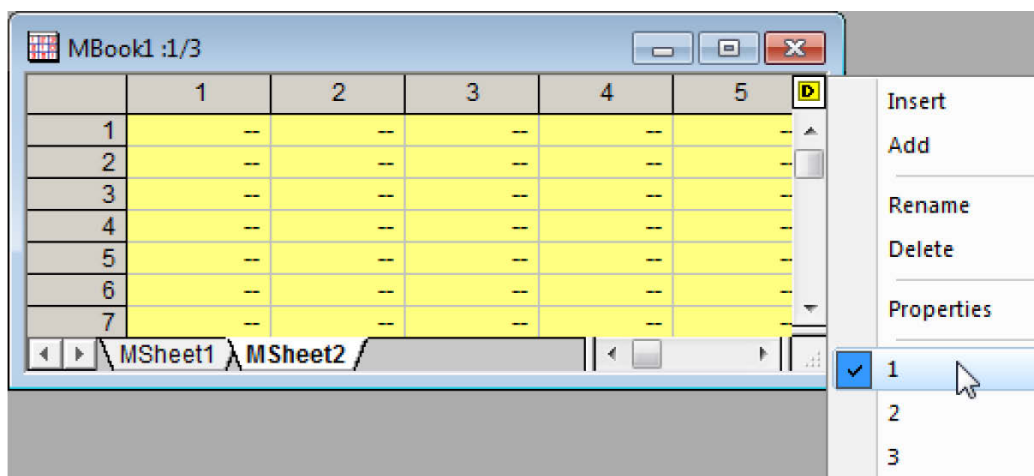 MBook1 :1/3
1 2 3 4 5 D
1 -- -- -- -- --
2 -- -- -- -- --
3 -- -- -- -- --
4 -- -- -- -- --
5 -- -- -- -- --
6 -- -- -- -- --
7 -- -- -- -- --
MSheet1 MSheet2
Insert
Add
Rename
Delete
Properties
1
2
3